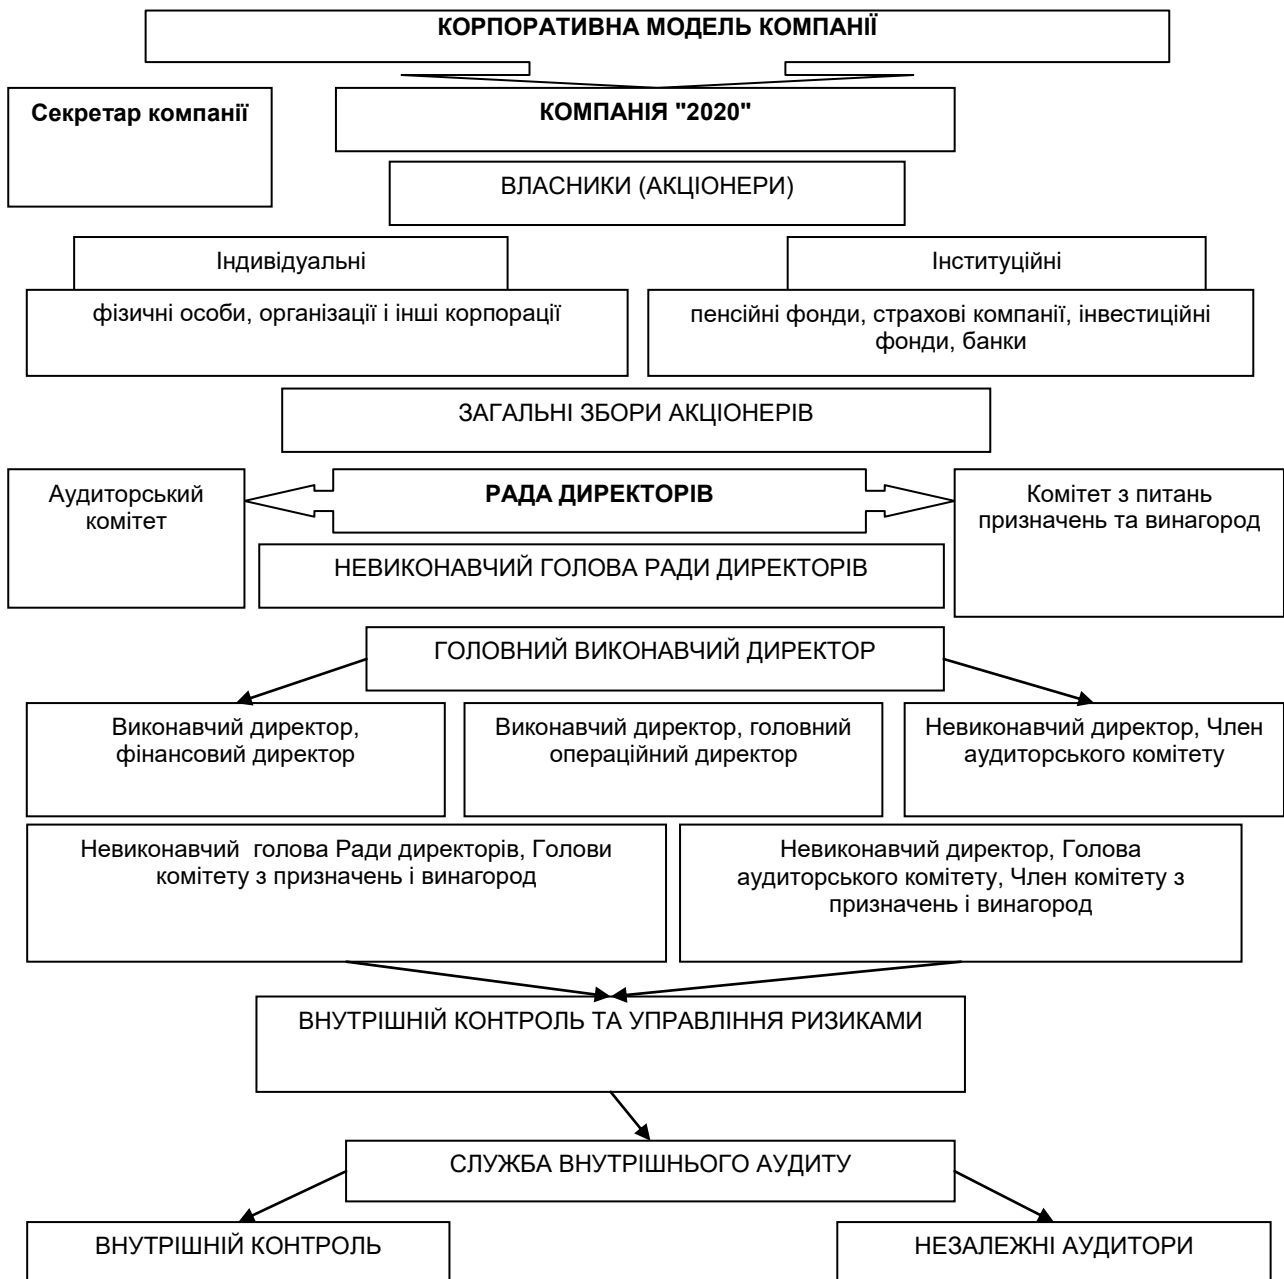 КОРПОРАТИВНА МОДЕЛЬ КОМПАНІЇ
Секретар компанії
КОМПАНІЯ "2020"
ВЛАСНИКИ (АКЦІОНЕРИ)
Індивідуальні
Інституційні
фізичні особи, організації і інші корпорації
пенсійні фонди, страхові компанії, інвестиційні
фонди, банки
ЗАГАЛЬНІ ЗБОРИ АКЦІОНЕРІВ
Аудиторський
комітет
РАДА ДИРЕКТОРІВ
Комітет з питань
призначень та винагород
НЕВИКОНАВЧИЙ ГОЛОВА РАДИ ДИРЕКТОРІВ
ГОЛОВНИЙ ВИКОНАВЧИЙ ДИРЕКТОР
Виконавчий директор,
фінансовий директор
Виконавчий директор, головний
операційний директор
Невиконавчий директор, Член
аудиторського комітету
Невиконавчий голова Ради директорів, Голови
комітету з призначень і винагород
Невиконавчий директор, Голова
аудиторського комітету, Член комітету з
призначень і винагород
ВНУТРІШНІЙ КОНТРОЛЬ ТА УПРАВЛІННЯ РИЗИКАМИ
СЛУЖБА ВНУТРІШНЬОГО АУДИТУ
ВНУТРІШНІЙ КОНТРОЛЬ
НЕЗАЛЕЖНІ АУДИТОРИ